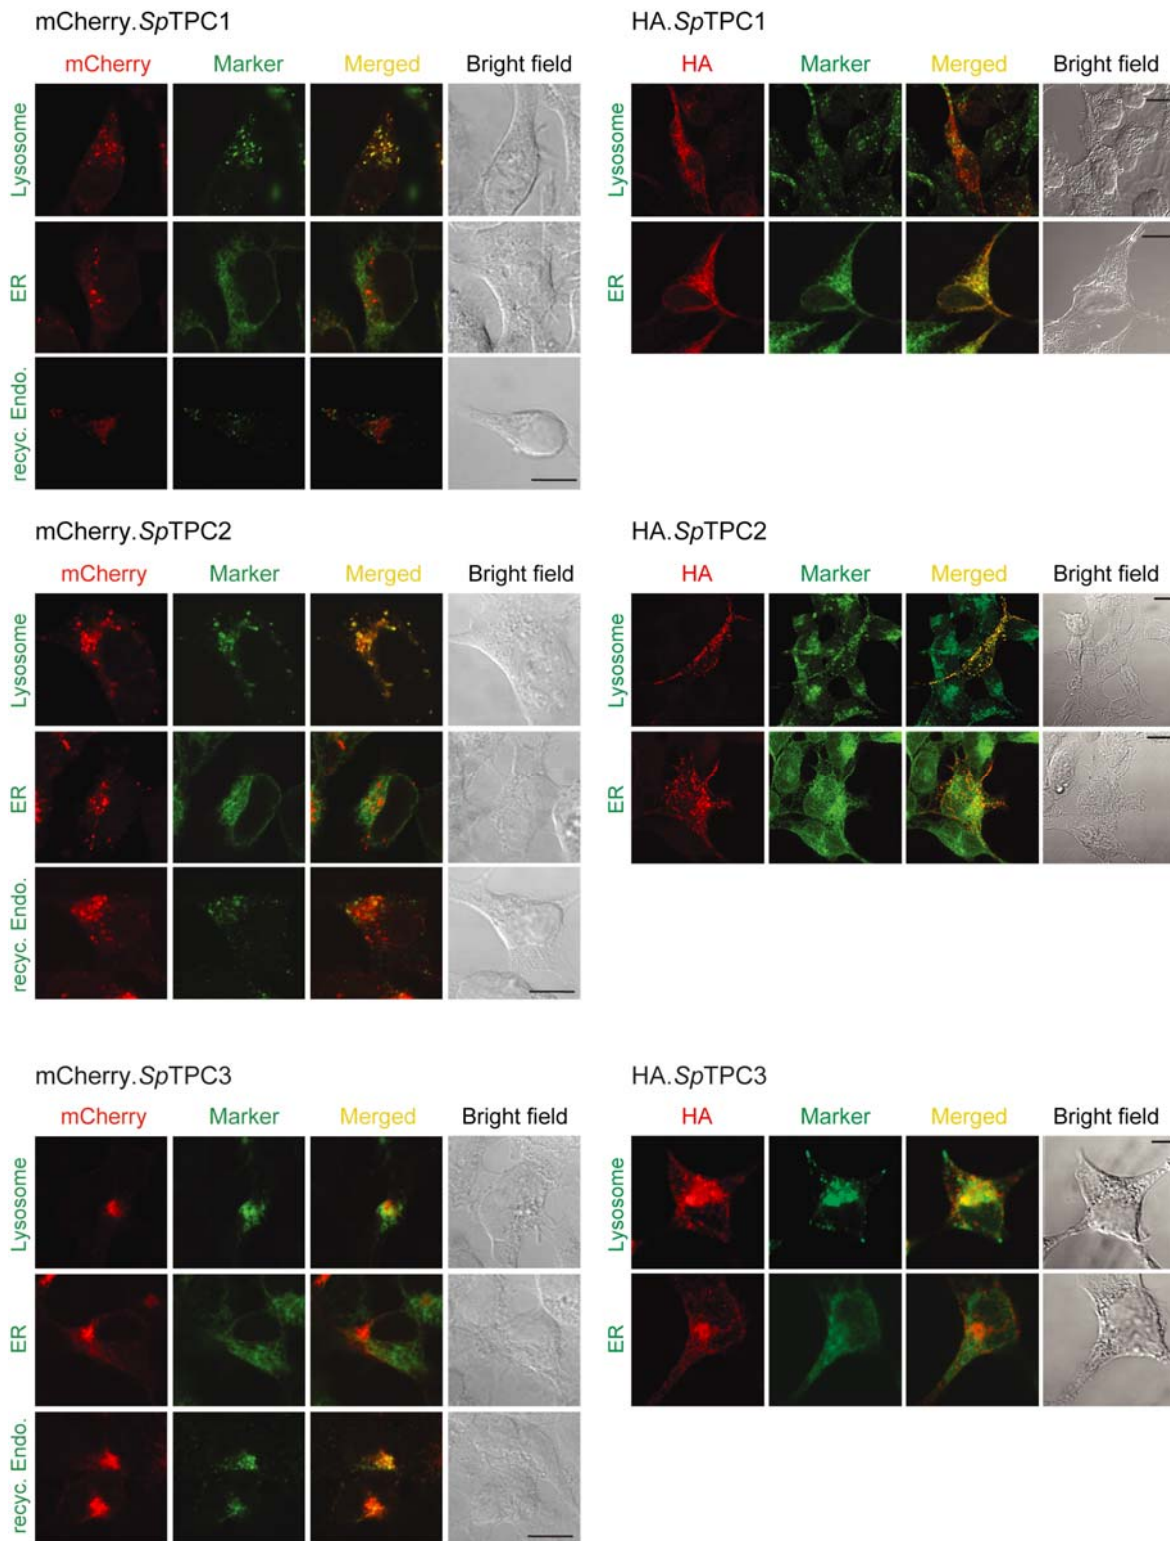 mCherry.SpTPC1
mCherry Marker Merged Bright field
Lysosome
ER
recyc. Endo.
HA.SpTPC1
HA Marker Merged Bright field
Lysosome
ER
mCherry.SpTPC2
mCherry Marker Merged Bright field
Lysosome
ER
recyc. Endo.
HA.SpTPC2
HA Marker Merged Bright field
Lysosome
ER
mCherry.SpTPC3
mCherry Marker Merged Bright field
Lysosome
ER
recyc. Endo.
HA.SpTPC3
HA Marker Merged Bright field
Lysosome
ER